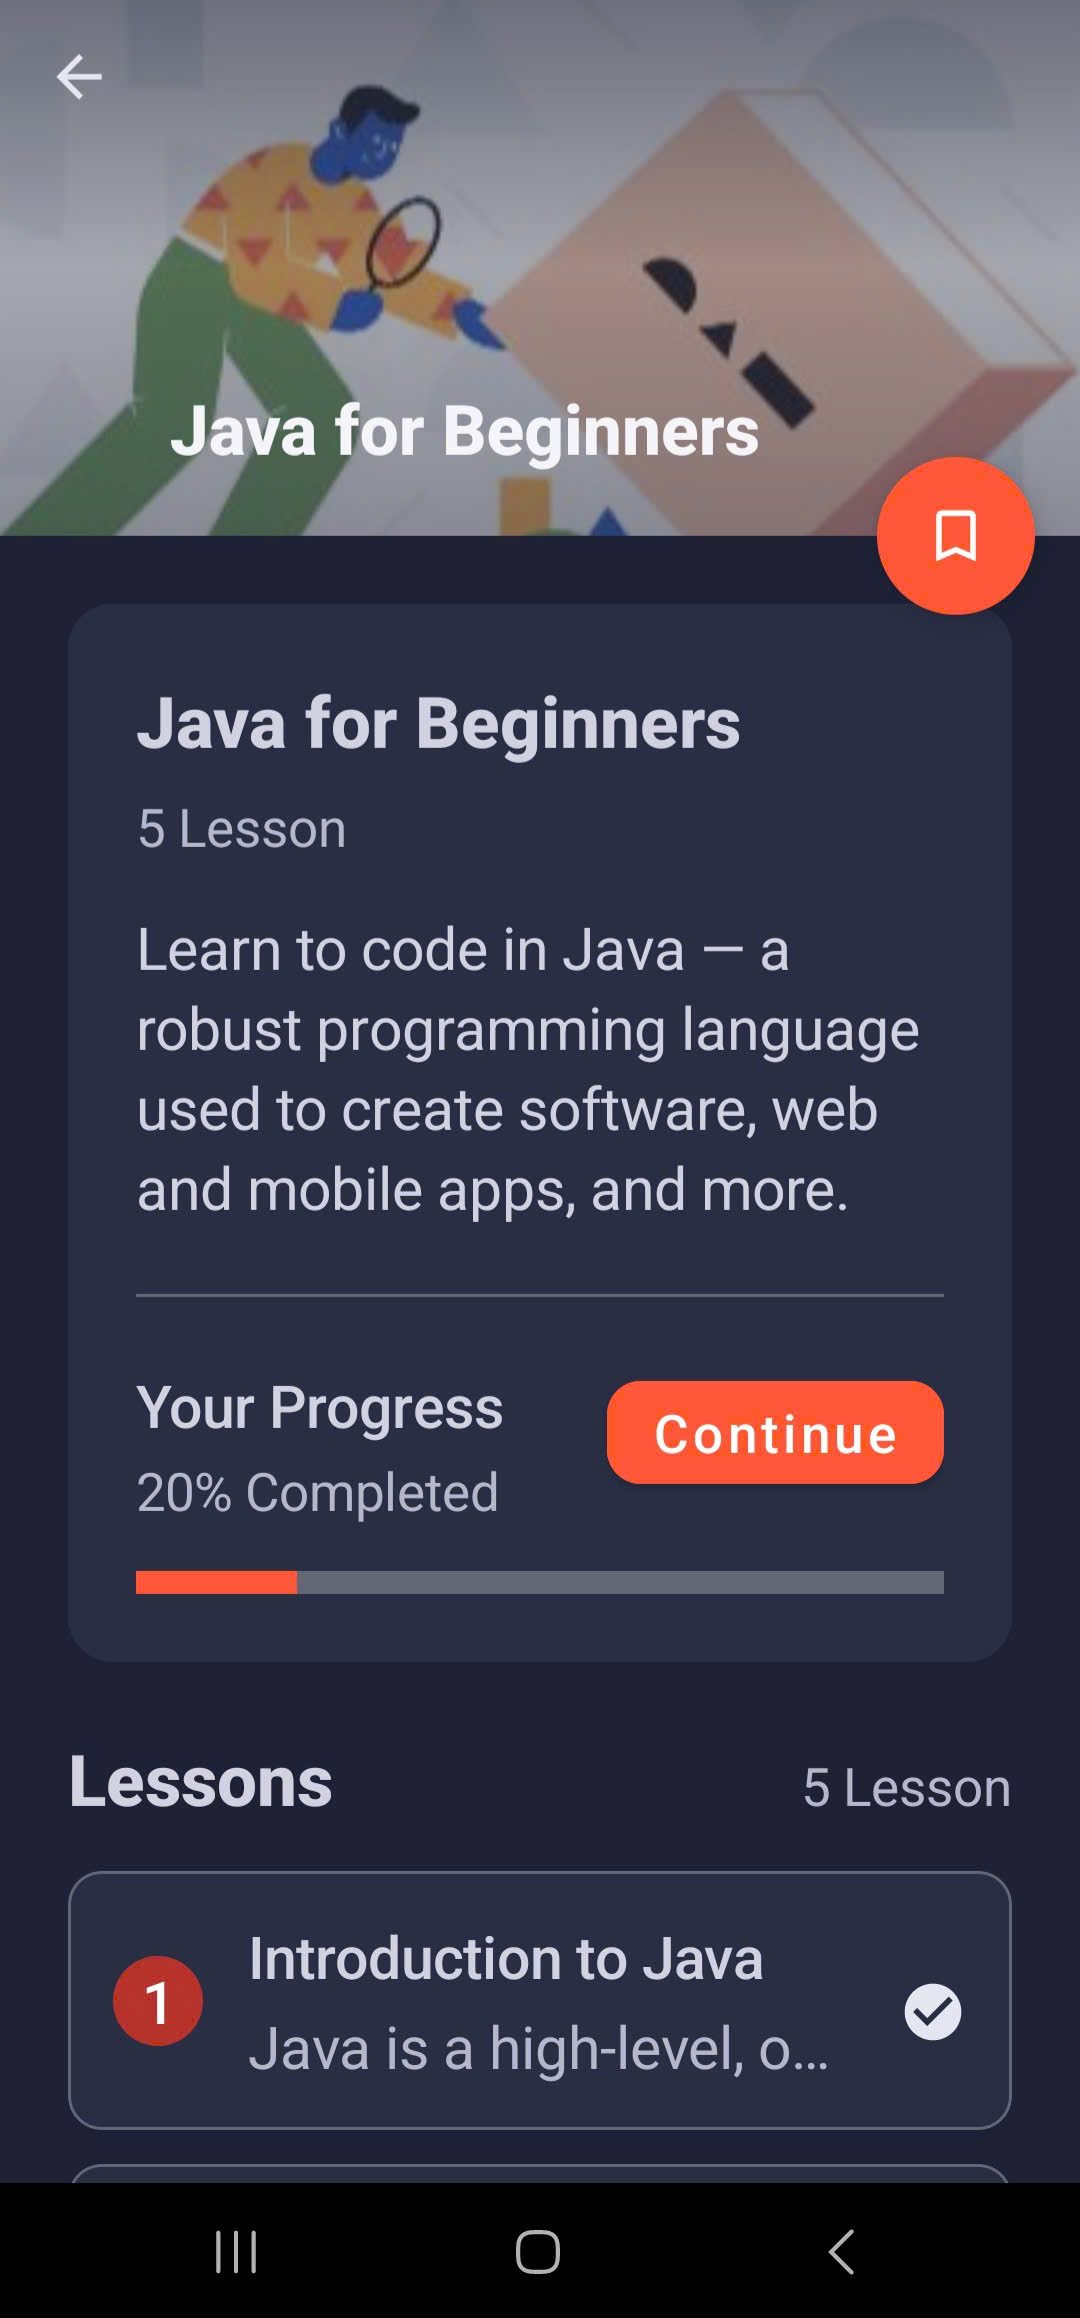 Java for Beginners
Java for Beginners
5 Lesson
Learn to code in Java — a
robust programming language
used to create software, web
and mobile apps, and more.
Your Progress
Continue
20% Completed
Lessons
5 Lesson
1
Introduction to Java
Java is a high-level, o...